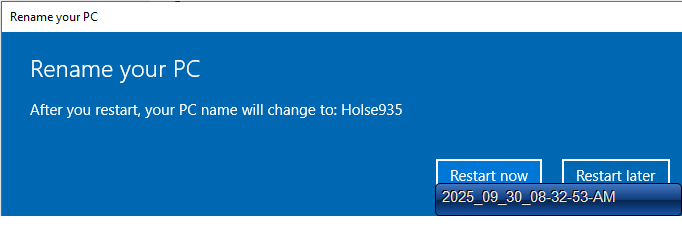 Rename your PC
Rename your PC
After you restart, your PC name will change to: Holse935
Restart now
Restart later
2025_09_30_08-32-53-AM